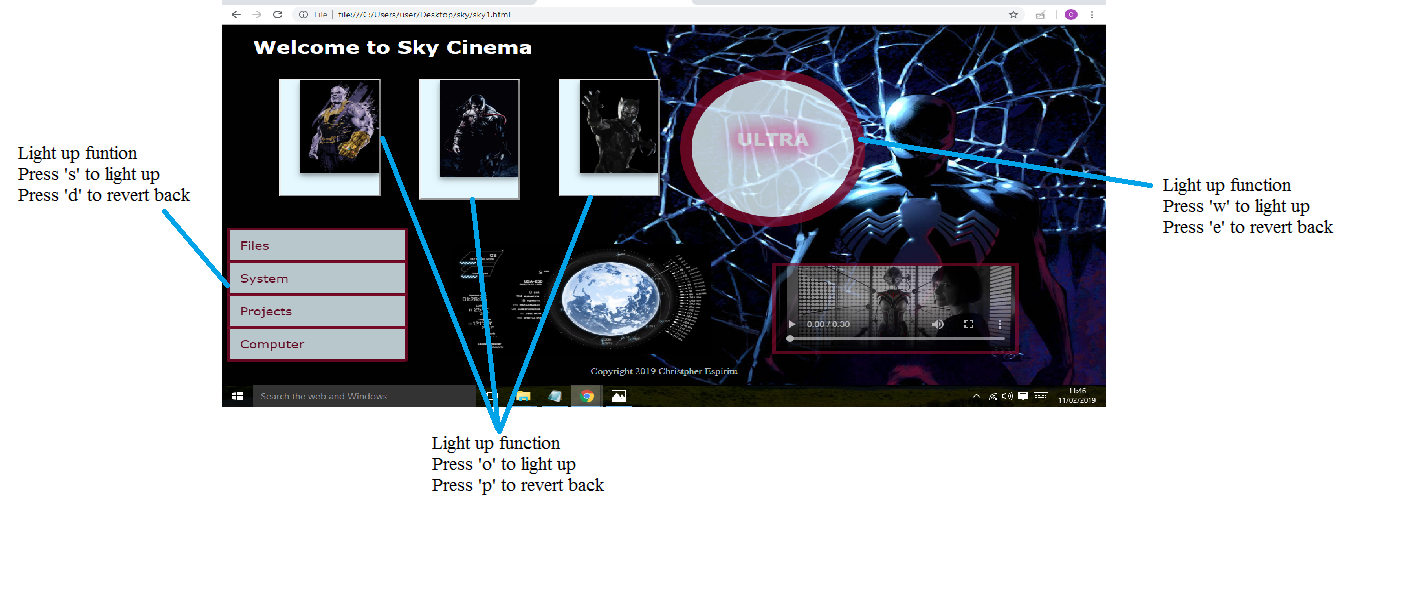 File | file:///C:/Users/user/Desktop/sky/sky1.html
Welcome to Sky Cinema
ULTRA
Light up funtion
Press 's' to light up
Press 'd' to revert back
Light up function
Press 'w' to light up
Press 'e' to revert back
Files
System
Projects
Computer
0:00 / 0:30
Copyright 2019 Christpher Espirim
Search the web and Windows
11:46
11/02/2019
Light up function
Press 'o' to light up
Press 'p' to revert back